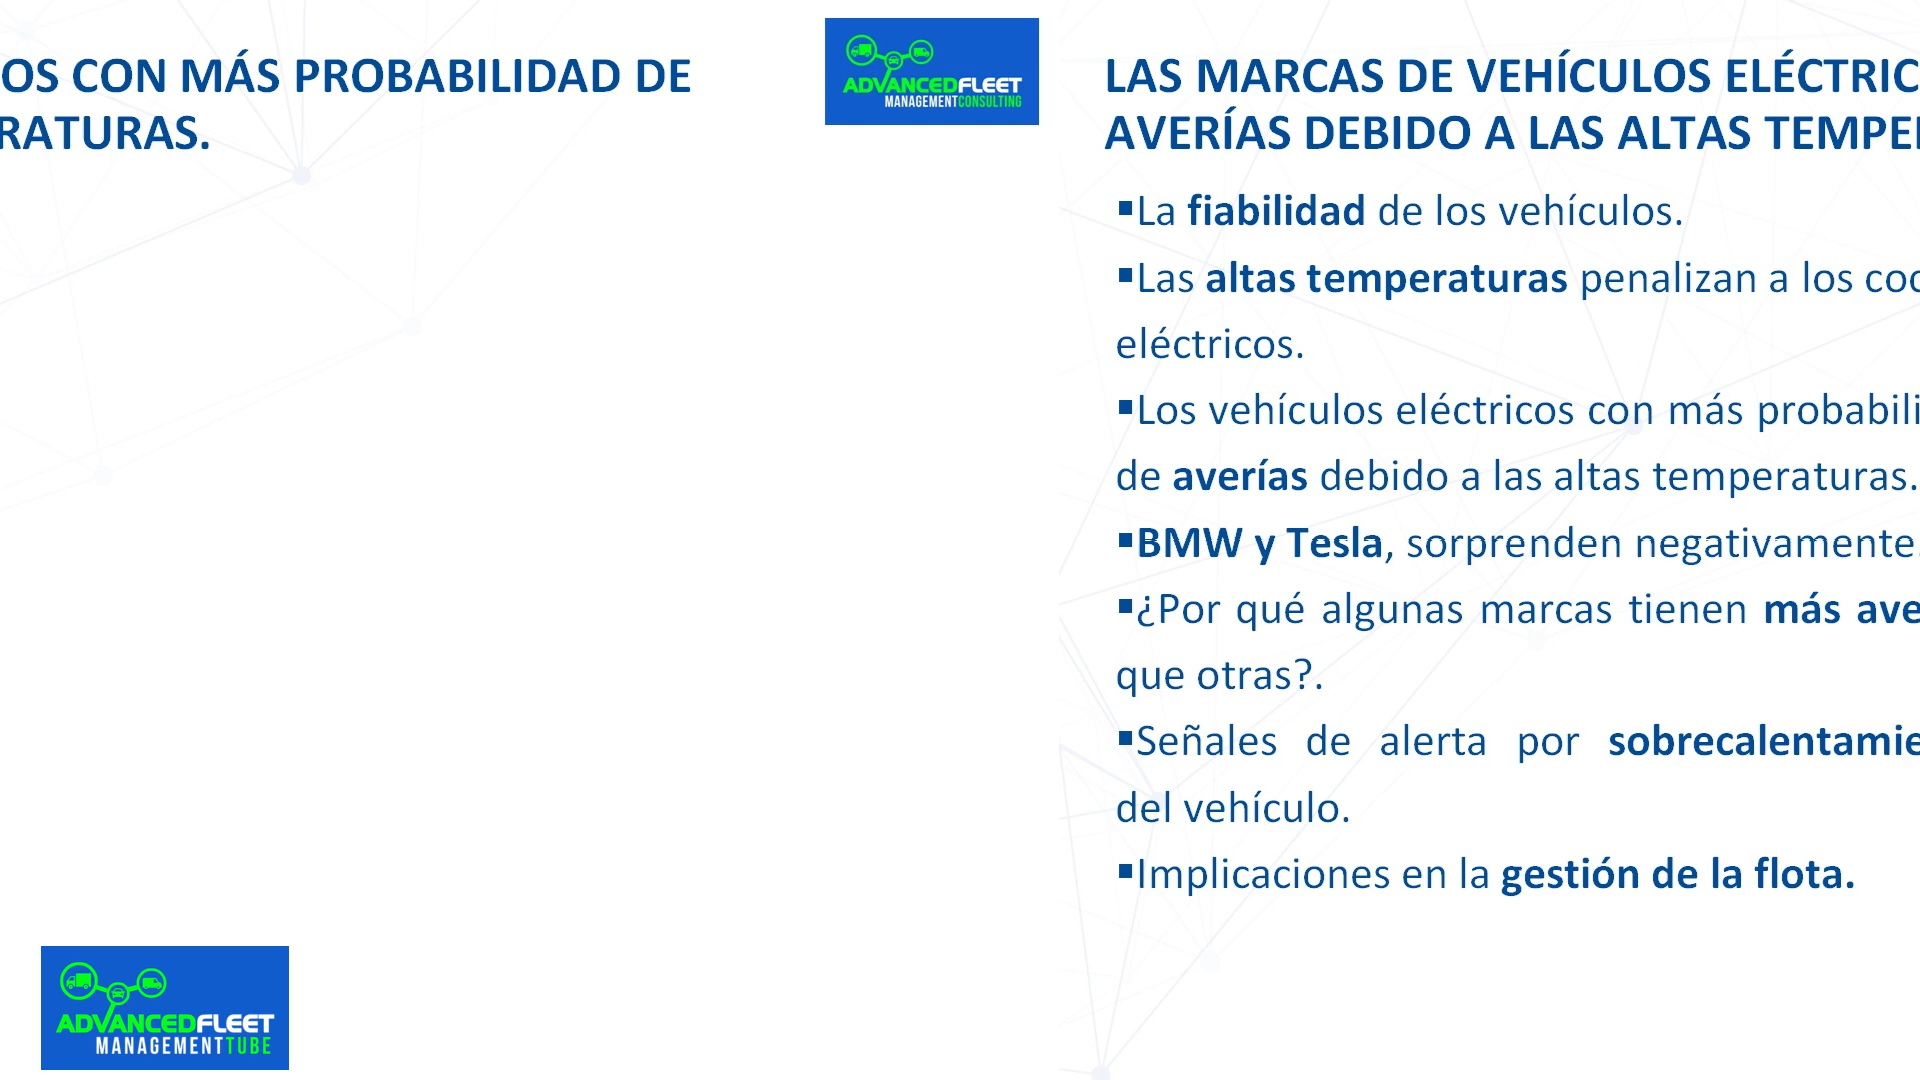 OS CON MÁS PROBABILIDAD DE
RATURAS.
ADVANCEDFLEET
MANAGEMENTCONSULTING
LAS MARCAS DE VEHÍCULOS ELÉCTRIC
AVERÍAS DEBIDO A LAS ALTAS TEMPE
▪La fiabilidad de los vehículos.
▪Las altas temperaturas penalizan a los coc
eléctricos.
▪Los vehículos eléctricos con más probabili
de averías debido a las altas temperaturas.
▪BMW y Tesla, sorprenden negativamente.
▪¿Por qué algunas marcas tienen más ave
que otras?.
▪Señales de alerta por sobrecalentamie
del vehículo.
▪Implicaciones en la gestión de la flota.
ADVANCEDFLEET
MANAGEMENTTUBE